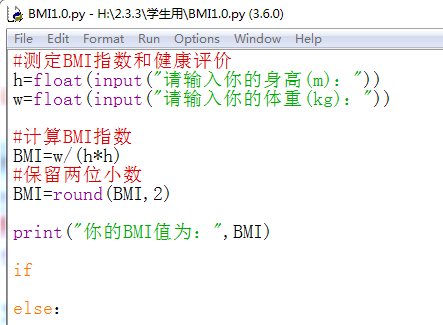 BMI1.0.py - H:\2.3.3\学生用\BMI1.0.py (3.6.0)
File Edit Format Run Options Window Help
#测定BMI指数和健康评价
h=float(input("请输入你的身高(m)："))
w=float(input("请输入你的体重(kg)："))
#计算BMI指数
BMI=w/(h*h)
#保留两位小数
BMI=round(BMI,2)
print("你的BMI值为：",BMI)
if
else: